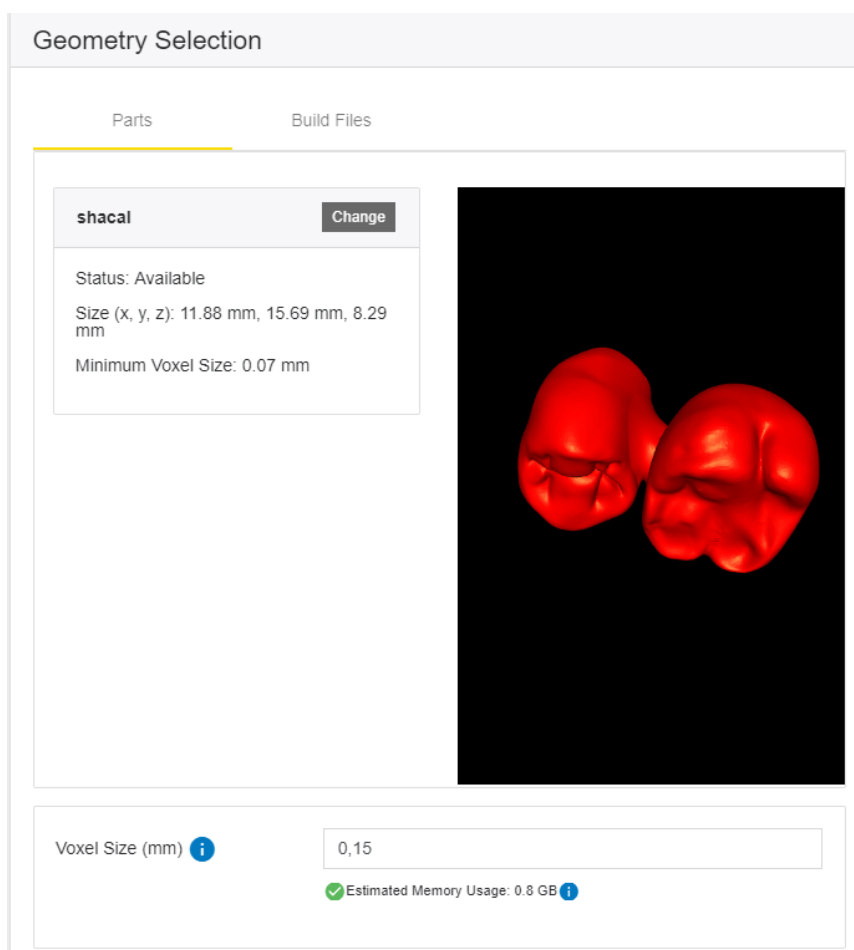 Geometry Selection
Parts
Build Files
shacal
Change
Status: Available
Size (x, y, z): 11.88 mm, 15.69 mm, 8.29
mm
Minimum Voxel Size: 0.07 mm
Voxel Size (mm)
0,15
Estimated Memory Usage: 0.8 GB